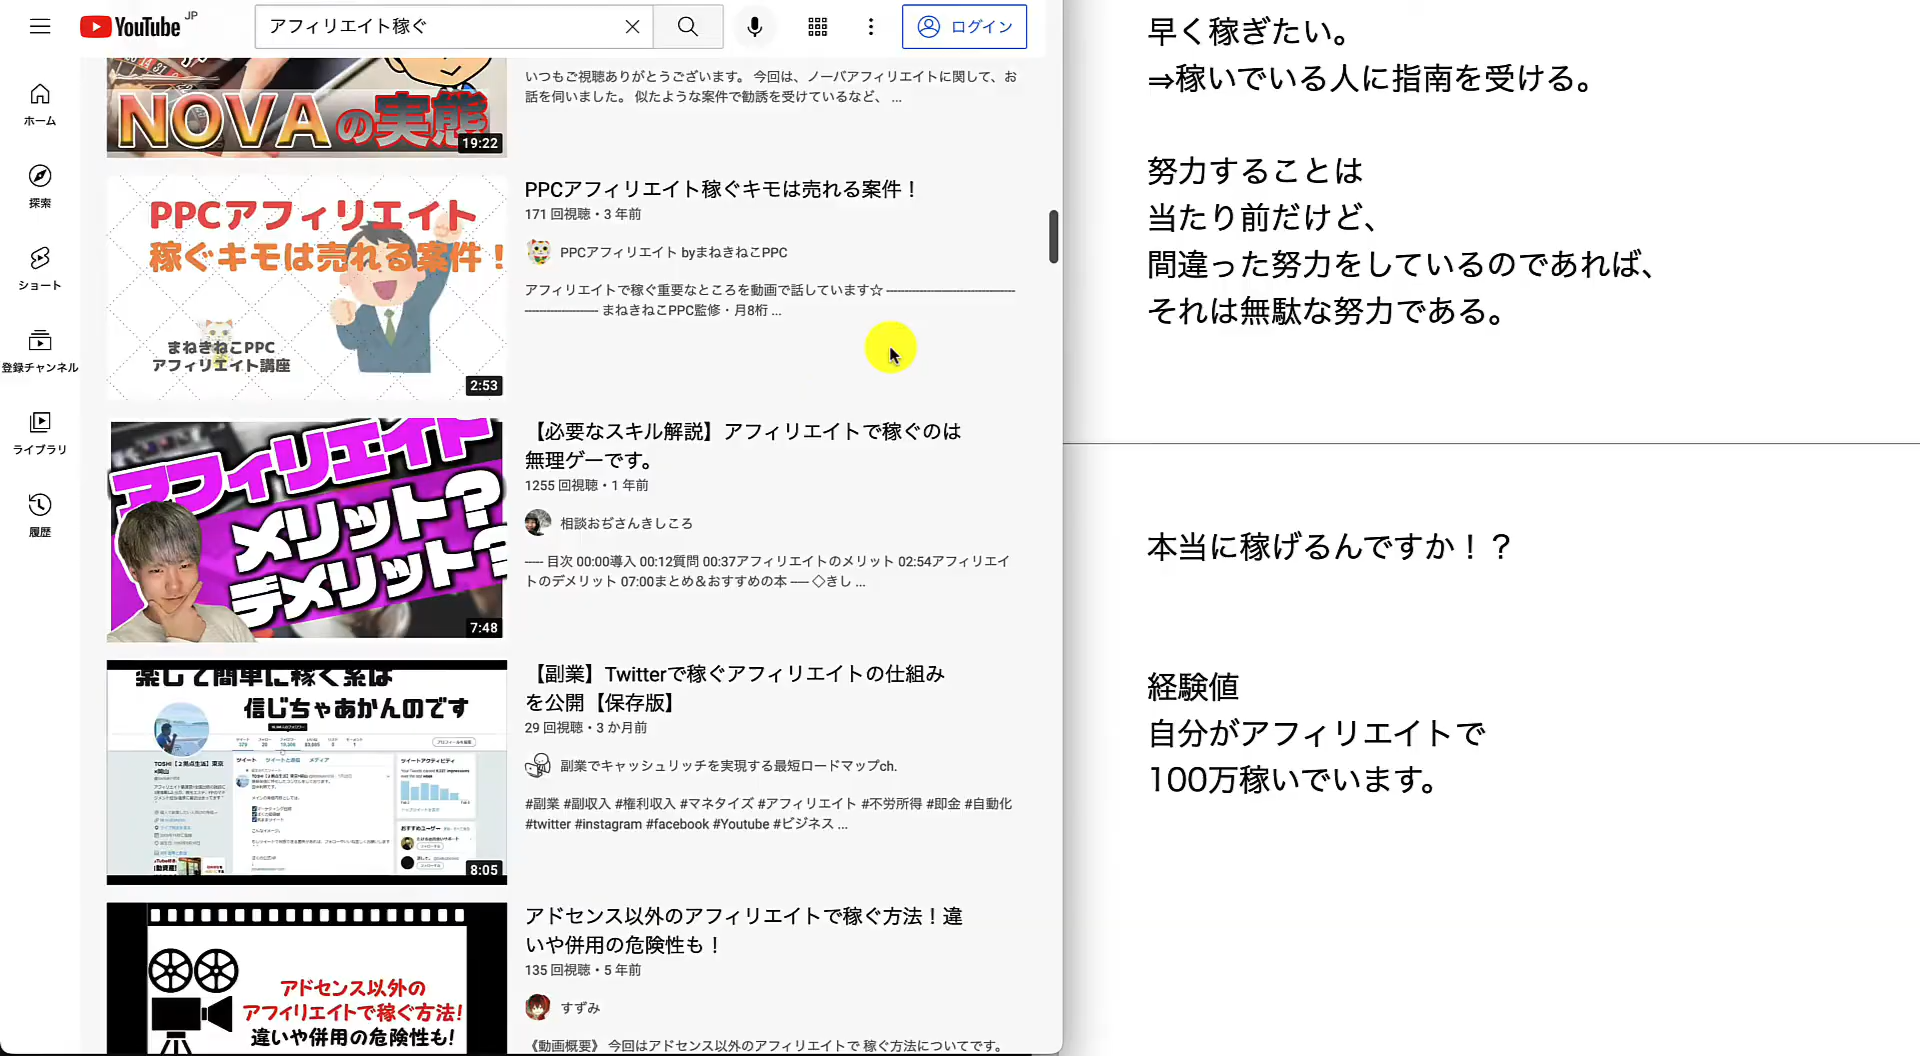 YouTube JP
アフィリエイト稼ぐ
ログイン
ホーム
探索
ショート
登録チャンネル
ライブラリ
履歴
NOVAの実態
19:22
いつもご視聴ありがとうございます。 今回は、ノーバアフィリエイトに関して、お
話を伺いました。 似たような案件で勧誘を受けているなど、 ...
PPCアフィリエイト
稼ぐキモは売れる案件！
まねきねこPPC
アフィリエイト講座
2:53
PPCアフィリエイト稼ぐキモは売れる案件！
171 回視聴・3 年前
PPCアフィリエイト byまねきねこPPC
アフィリエイトで稼ぐ重要なところを動画で話しています☆ ----------------------------------
-------------------- まねきねこPPC監修・月8桁 ...
アフィリエイト
メリット？
デメリット？
7:48
【必要なスキル解説】アフィリエイトで稼ぐのは
無理ゲーです。
1255 回視聴・1 年前
相談おぢさんきしころ
----- 目次 00:00導入 00:12質問 00:37アフィリエイトのメリット 02:54アフィリエイ
トのデメリット 07:00まとめ＆おすすめの本 ----- ◇きし ...
楽して簡単に稼ぐ系は
信じちゃあかんのです
8:05
【副業】Twitterで稼ぐアフィリエイトの仕組み
を公開【保存版】
29 回視聴・3 か月前
副業でキャッシュリッチを実現する最短ロードマップch.
#副業 #副収入 #権利収入 #マネタイズ #アフィリエイト #不労所得 #即金 #自動化
#twitter #instagram #facebook #Youtube #ビジネス ...
アドセンス以外の
アフィリエイトで稼ぐ方法!
違いや併用の危険性も!
アドセンス以外のアフィリエイトで稼ぐ方法！違
いや併用の危険性も！
135 回視聴・5 年前
すずみ
《動画概要》 今回はアドセンス以外のアフィリエイトで 稼ぐ方法についてです。
早く稼ぎたい。
⇒稼いでいる人に指南を受ける。
努力することは
当たり前だけど、
間違った努力をしているのであれば、
それは無駄な努力である。
本当に稼げるんですか！？
経験値
自分がアフィリエイトで
100万稼いでいます。